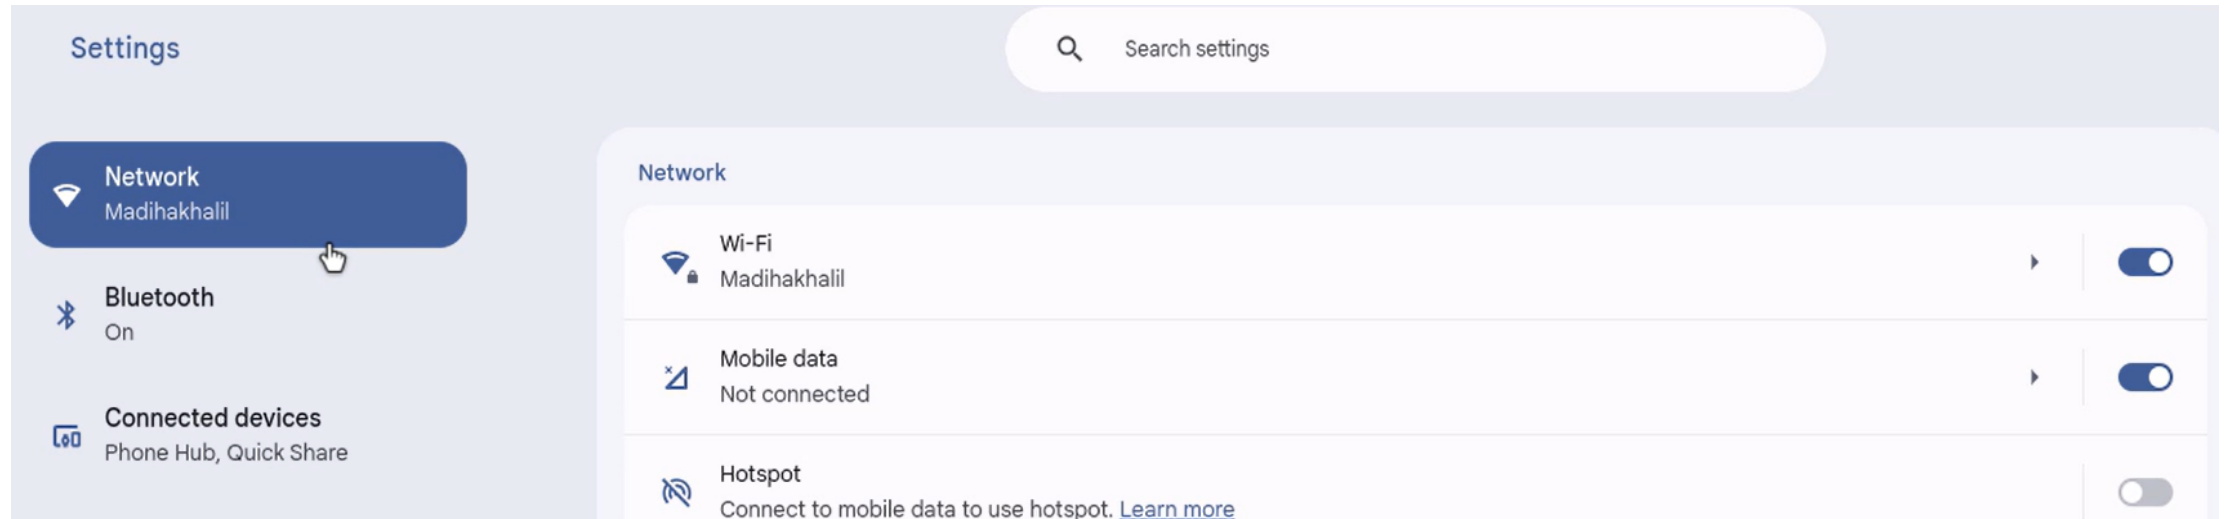 Settings
Search settings
Network
Madihakhalil
Bluetooth
On
Connected devices
Phone Hub, Quick Share
Network
Wi-Fi
Madihakhalil
Mobile data
Not connected
Hotspot
Connect to mobile data to use hotspot. Learn more